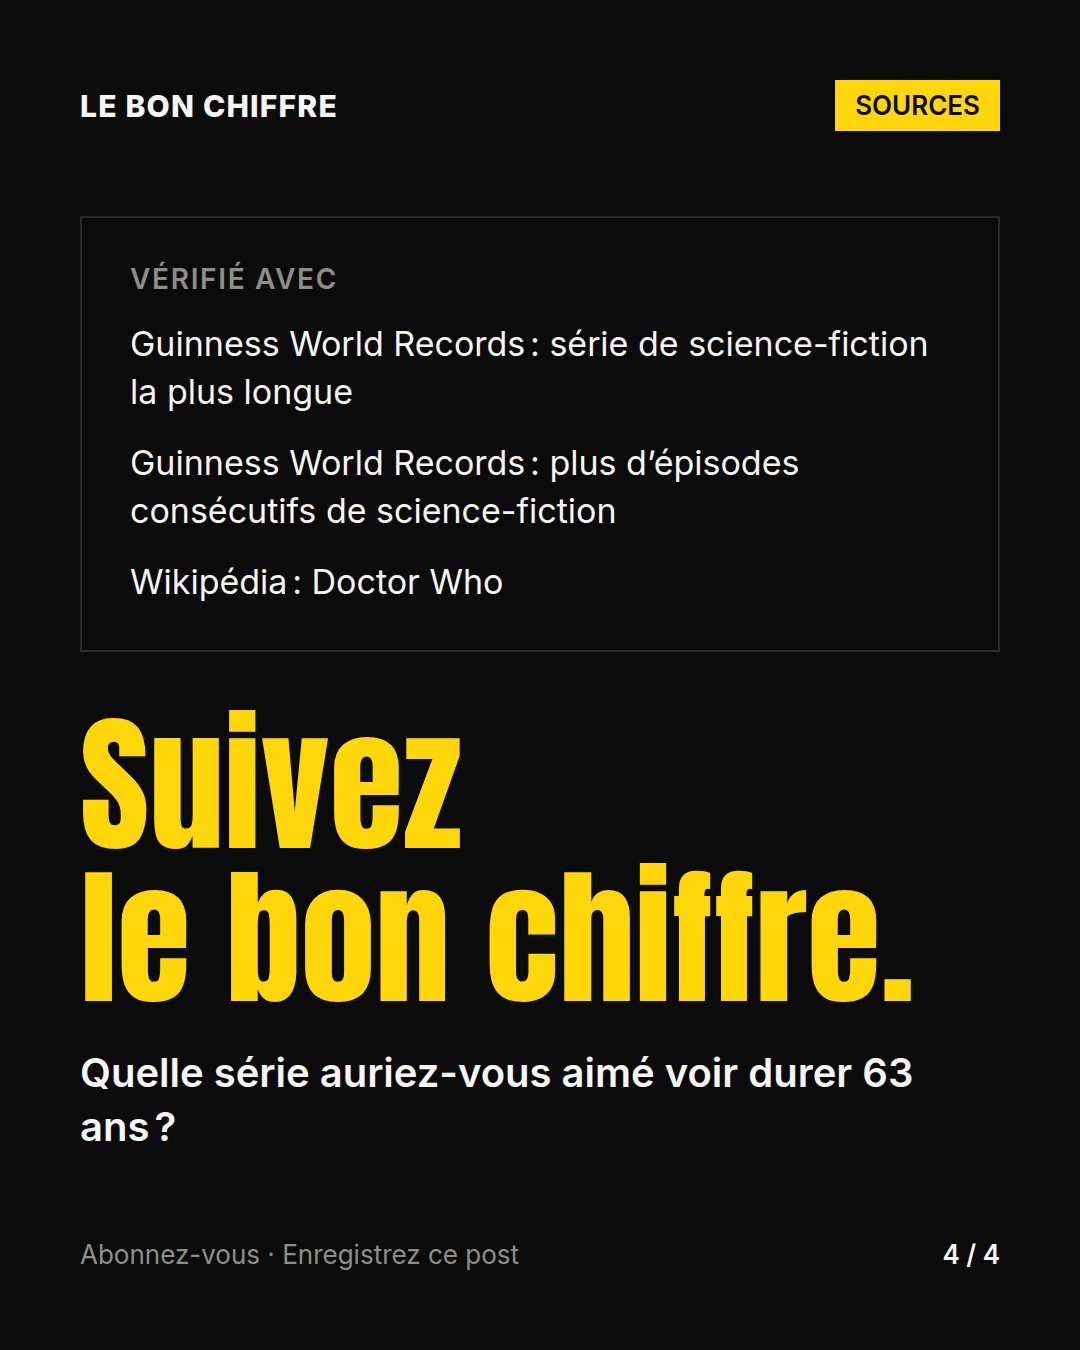 LE BON CHIFFRE
SOURCES
VÉRIFIÉ AVEC
Guinness World Records : série de science-fiction
la plus longue
Guinness World Records : plus d’épisodes
consécutifs de science-fiction
Wikipédia : Doctor Who
Suivez
le bon chiffre.
Quelle série auriez-vous aimé voir durer 63
ans ?
Abonnez-vous · Enregistrez ce post
4 / 4